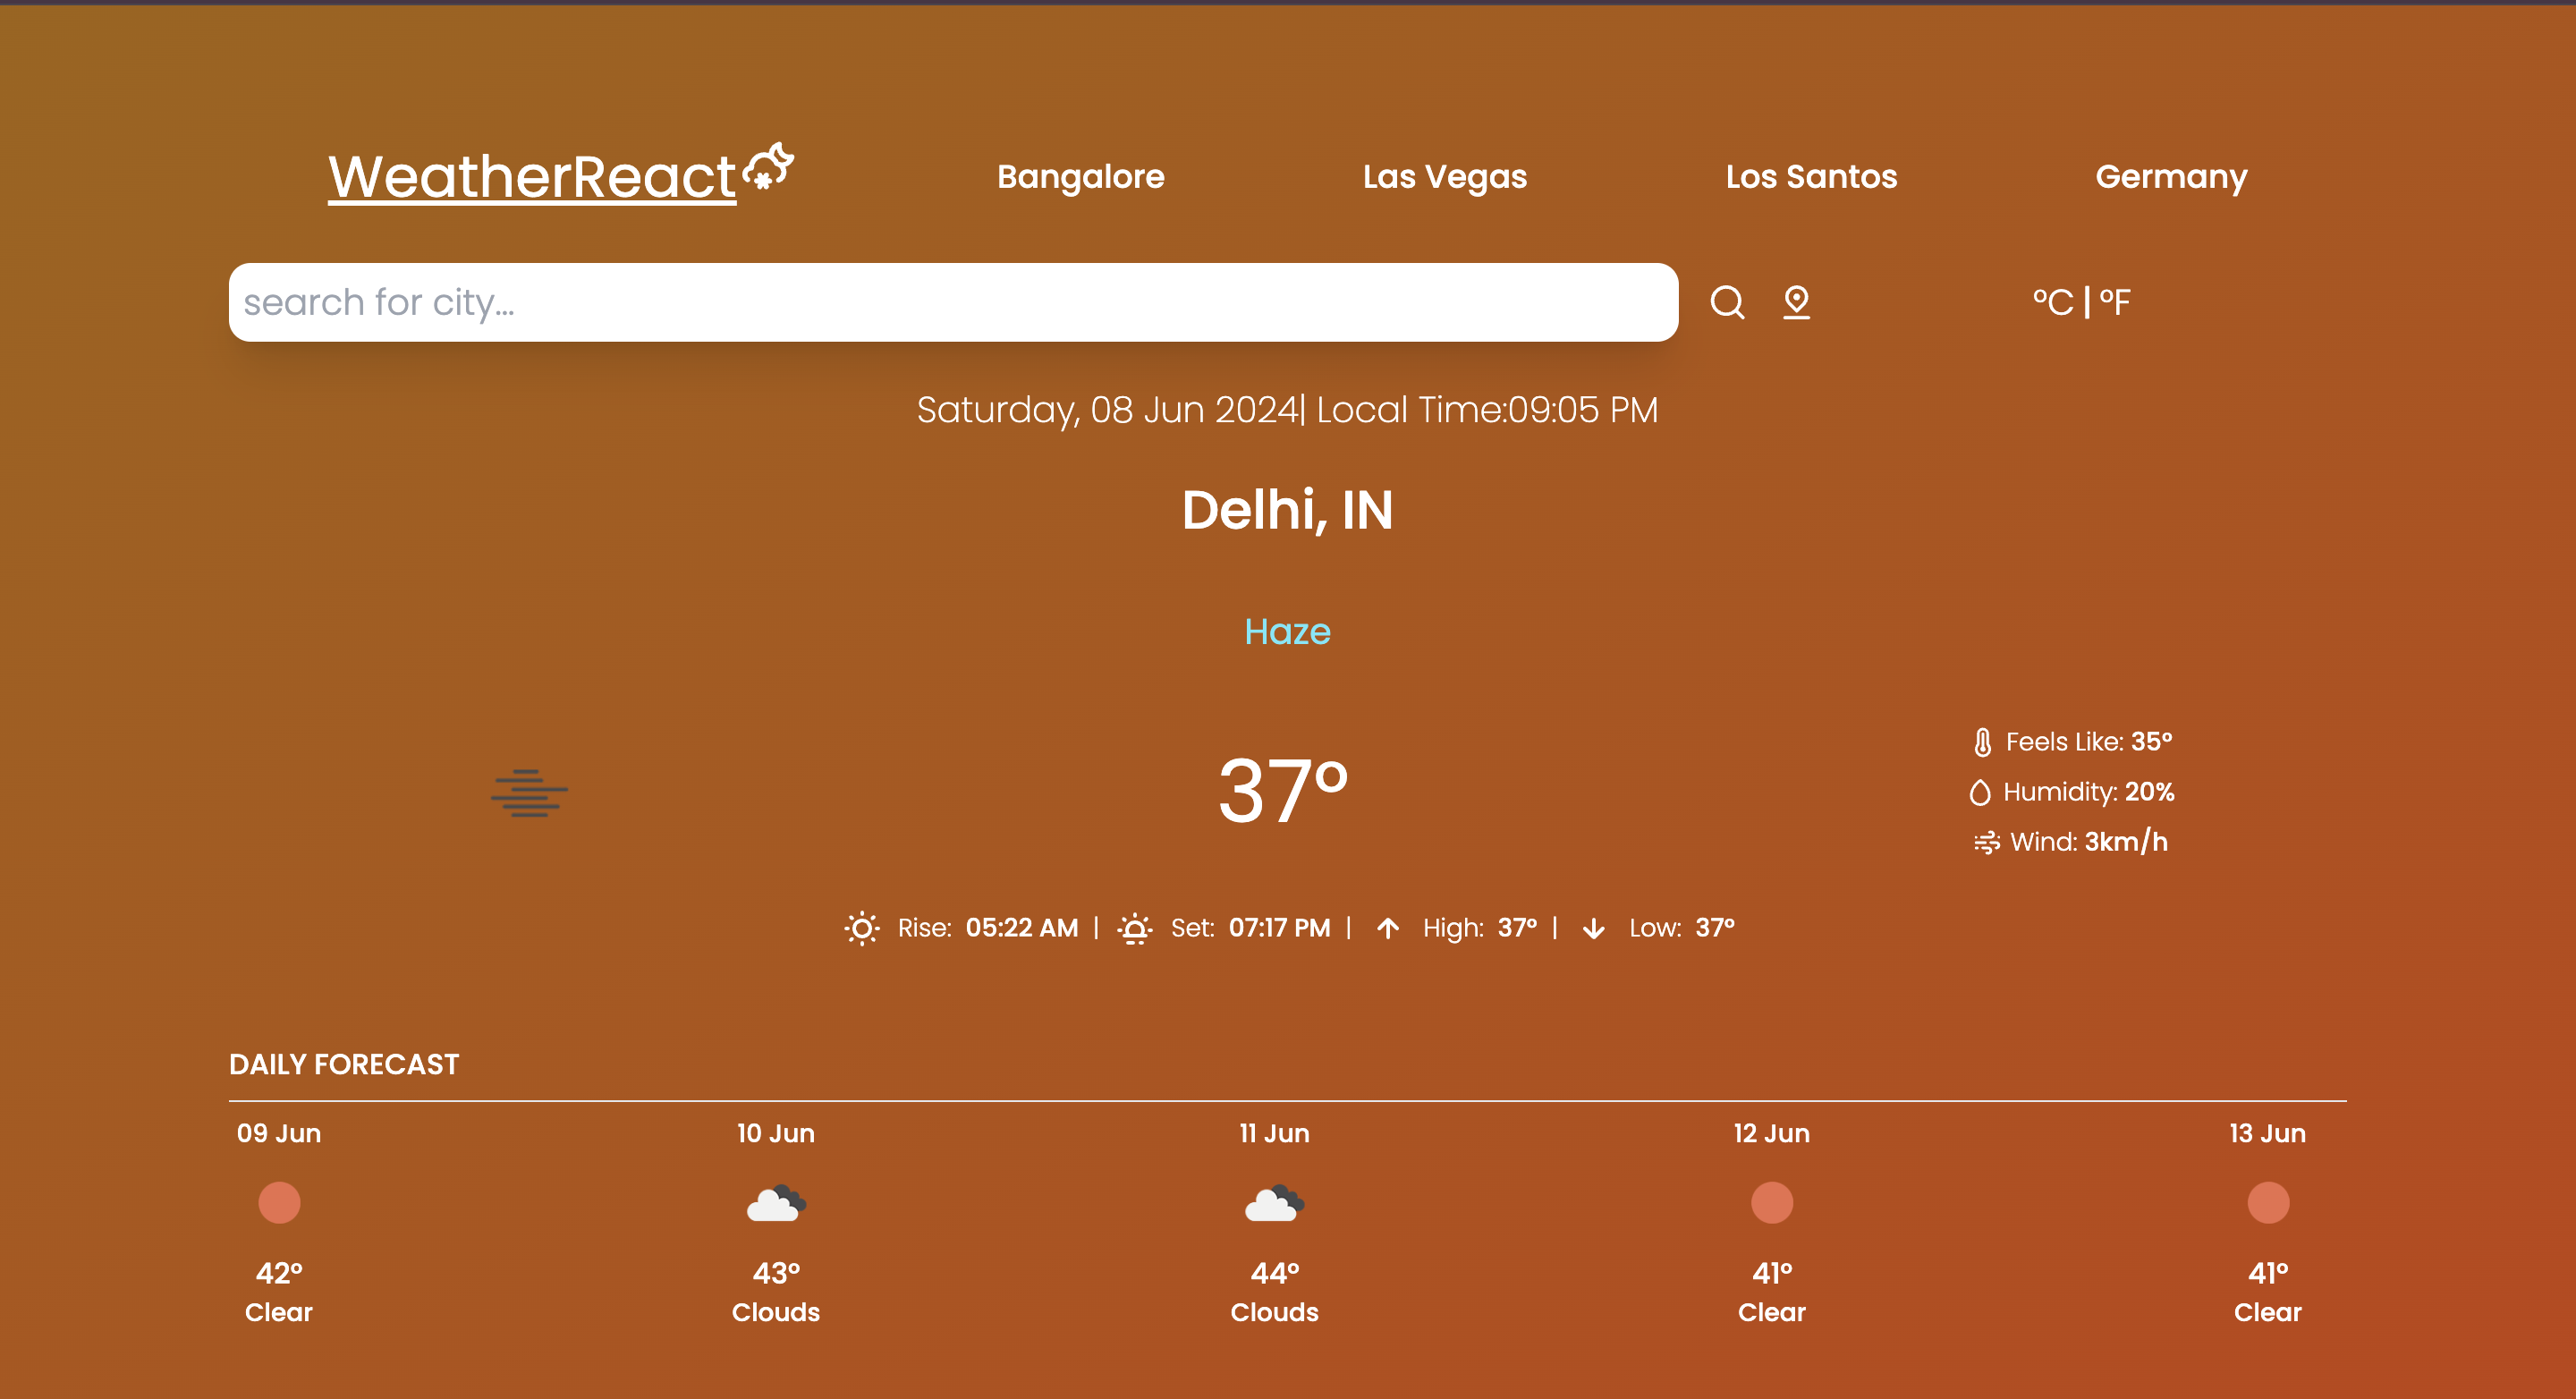 WeatherReact Bangalore Las Vegas Los Santos Germany
search for city...
°C | °F
Saturday, 08 Jun 2024| Local Time:09:05 PM
Delhi, IN
Haze
37°
Feels Like: 35°
Humidity: 20%
Wind: 3km/h
Rise: 05:22 AM | Set: 07:17 PM | High: 37° | Low: 37°
DAILY FORECAST
09 Jun 10 Jun 11 Jun 12 Jun 13 Jun
42° 43° 44° 41° 41°
Clear Clouds Clouds Clear Clear